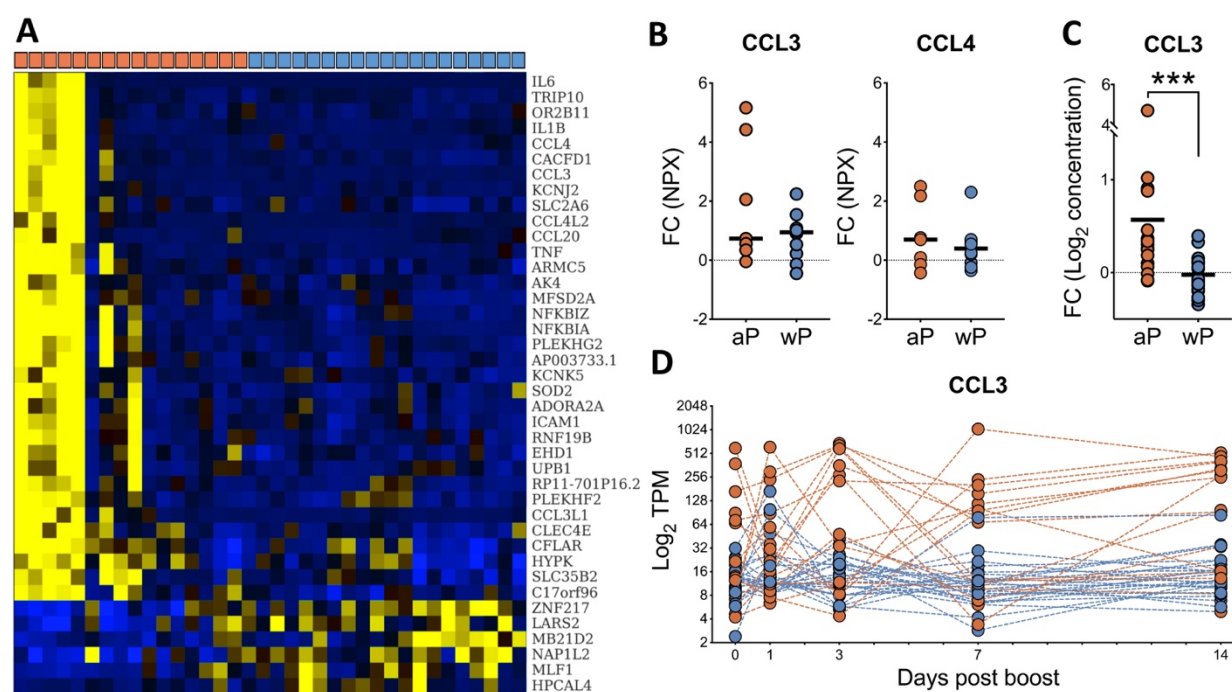 A
IL6
TRIP10
OR2B11
IL1B
CCL4
CACFD1
CCL3
KCNJ2
SLC2A6
CCL4L2
CCL20
TNF
ARMC5
AK4
MFSD2A
NFKBIZ
NFKBIA
PLEKHG2
AP003733.1
KCNK5
SOD2
ADORA2A
ICAM1
RNF19B
EHD1
UPB1
RP11-701P16.2
PLEKHF2
CCL3L1
CLEC4E
CFLAR
HYPK
SLC35B2
C17orf96
ZNF217
LARS2
MB21D2
NAP1L2
MLF1
HPCAL4
B
CCL3
FC (NPX)
6
4
2
0
-2
aP wP
CCL4
FC (NPX)
6
4
2
0
-2
aP wP
C
CCL3
***
FC (Log2 concentration)
6
4
1
0
aP wP
D
CCL3
Log2 TPM
2048
1024
512
256
128
64
32
16
8
4
2
0 1 3 7 14
Days post boost